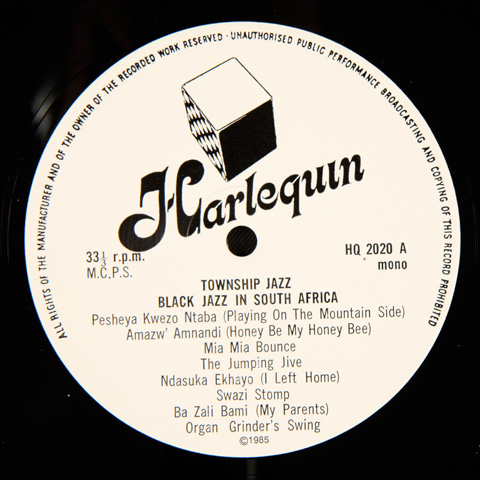 ALL RIGHTS OF THE MANUFACTURER AND OF THE OWNER OF THE RECORDED WORK RESERVED · UNAUTHORISED PUBLIC PERFORMANCE BROADCASTING AND COPYING OF THIS RECORD PROHIBITED
Harlequin
33⅓ r.p.m.
M.C.P.S.
HQ 2020 A
mono
TOWNSHIP JAZZ
BLACK JAZZ IN SOUTH AFRICA
Pesheya Kwezo Ntaba (Playing On The Mountain Side)
Amazw' Amnandi (Honey Be My Honey Bee)
Mia Mia Bounce
The Jumping Jive
Ndasuka Ekhayo (I Left Home)
Swazi Stomp
Ba Zali Bami (My Parents)
Organ Grinder's Swing
©1985